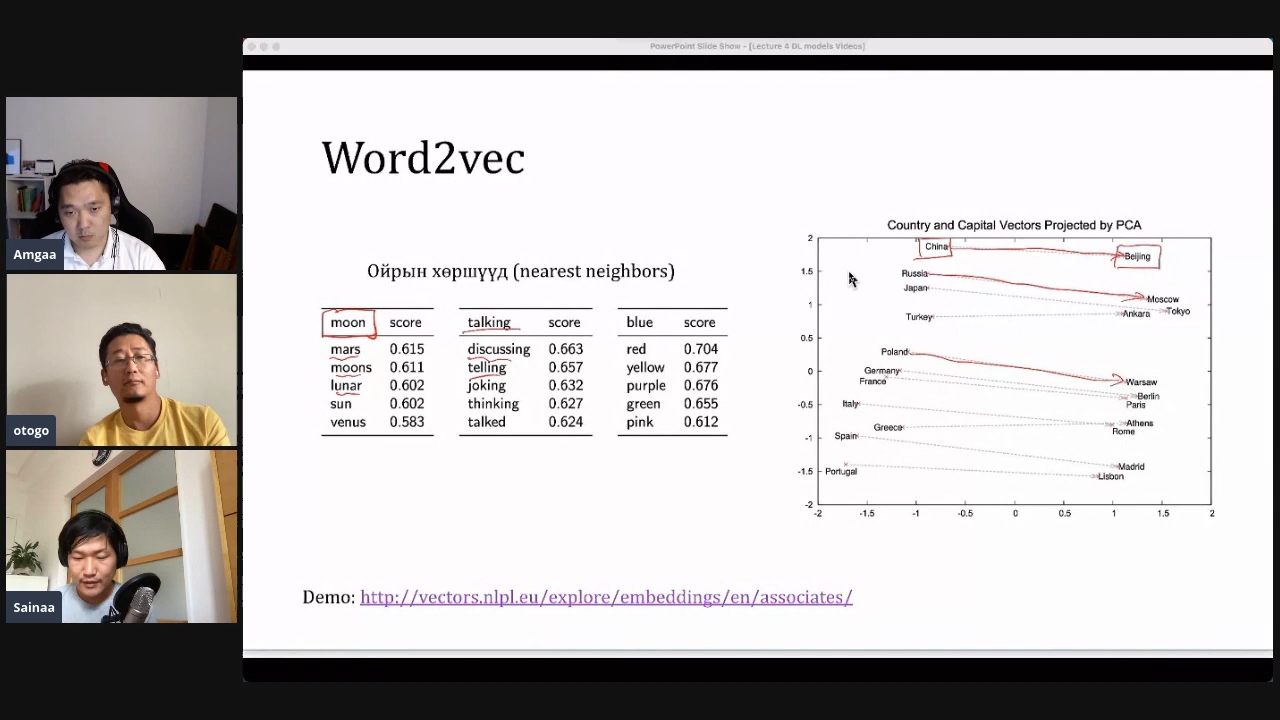 PowerPoint Slide Show - [Lecture 4 DL models Videos]
Amgaa
otogo
Sainaa
Word2vec
Ойрын хөршүүд (nearest neighbors)
moon score
mars 0.615
moons 0.611
lunar 0.602
sun 0.602
venus 0.583
talking score
discussing 0.663
telling 0.657
joking 0.632
thinking 0.627
talked 0.624
blue score
red 0.704
yellow 0.677
purple 0.676
green 0.655
pink 0.612
Country and Capital Vectors Projected by PCA
2
1.5
1
0.5
0
-0.5
-1
-1.5
-2
China Beijing
Russia Moscow
Japan Tokyo
Turkey Ankara
Poland Warsaw
Germany Berlin
France Paris
Italy Rome
Greece Athens
Spain Madrid
Portugal Lisbon
-2 -1.5 -1 -0.5 0 0.5 1 1.5 2
Demo: http://vectors.nlpl.eu/explore/embeddings/en/associates/